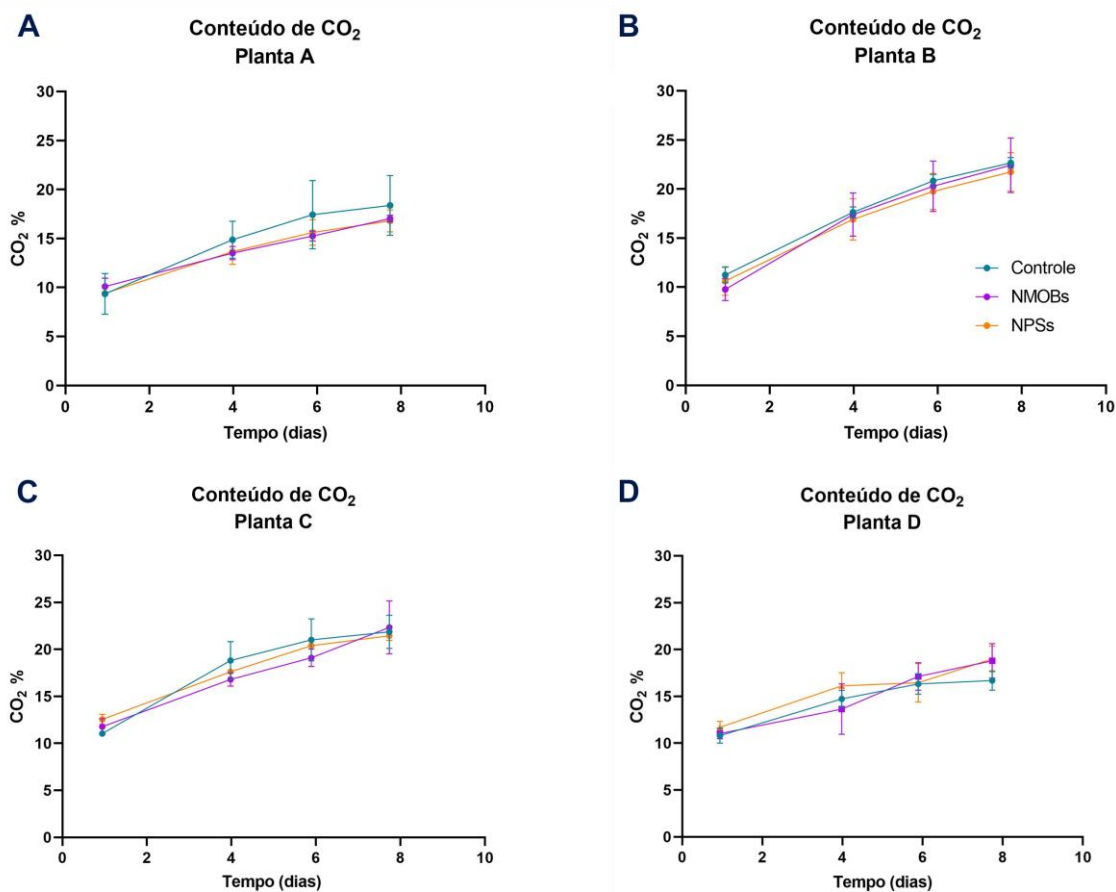 A
Conteúdo de CO₂
Planta A
30
25
20
15
10
5
0
CO₂ %
0 2 4 6 8 10
Tempo (dias)
B
Conteúdo de CO₂
Planta B
30
25
20
15
10
5
0
CO₂ %
Controle
NMOBs
NPSs
0 2 4 6 8 10
Tempo (dias)
C
Conteúdo de CO₂
Planta C
30
25
20
15
10
5
0
CO₂ %
0 2 4 6 8 10
Tempo (dias)
D
Conteúdo de CO₂
Planta D
30
25
20
15
10
5
0
CO₂ %
0 2 4 6 8 10
Tempo (dias)